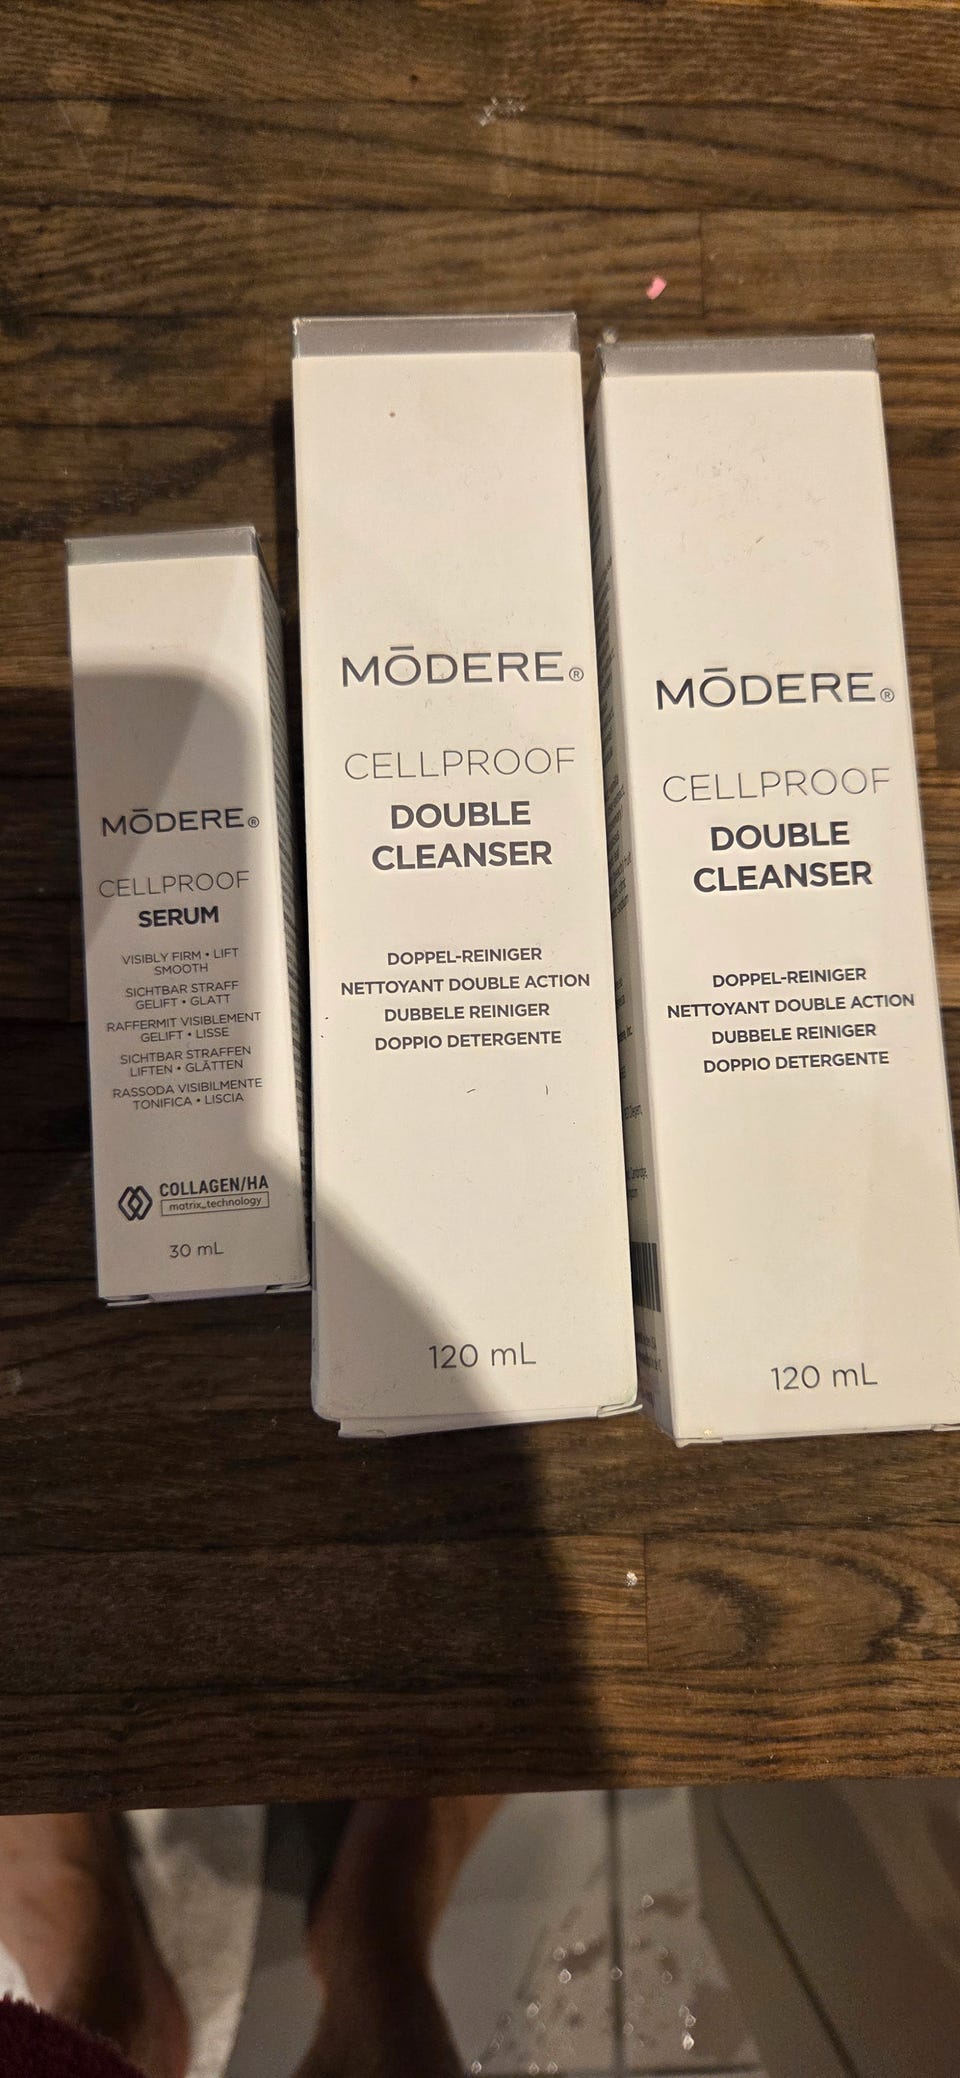 MŌDERE®
CELLPROOF
SERUM
VISIBLY FIRM • LIFT
SMOOTH
SICHTBAR STRAFF
GELIFT • GLATT
RAFFERMIT VISIBLEMENT
GELIFT • LISSE
SICHTBAR STRAFFEN
LIFTEN • GLÄTTEN
RASSODA VISIBILMENTE
TONIFICA • LISCIA
COLLAGEN/HA
matrix_technology
30 mL
MŌDERE®
CELLPROOF
DOUBLE
CLEANSER
DOPPEL-REINIGER
NETTOYANT DOUBLE ACTION
DUBBELE REINIGER
DOPPIO DETERGENTE
120 mL
MŌDERE®
CELLPROOF
DOUBLE
CLEANSER
DOPPEL-REINIGER
NETTOYANT DOUBLE ACTION
DUBBELE REINIGER
DOPPIO DETERGENTE
120 mL